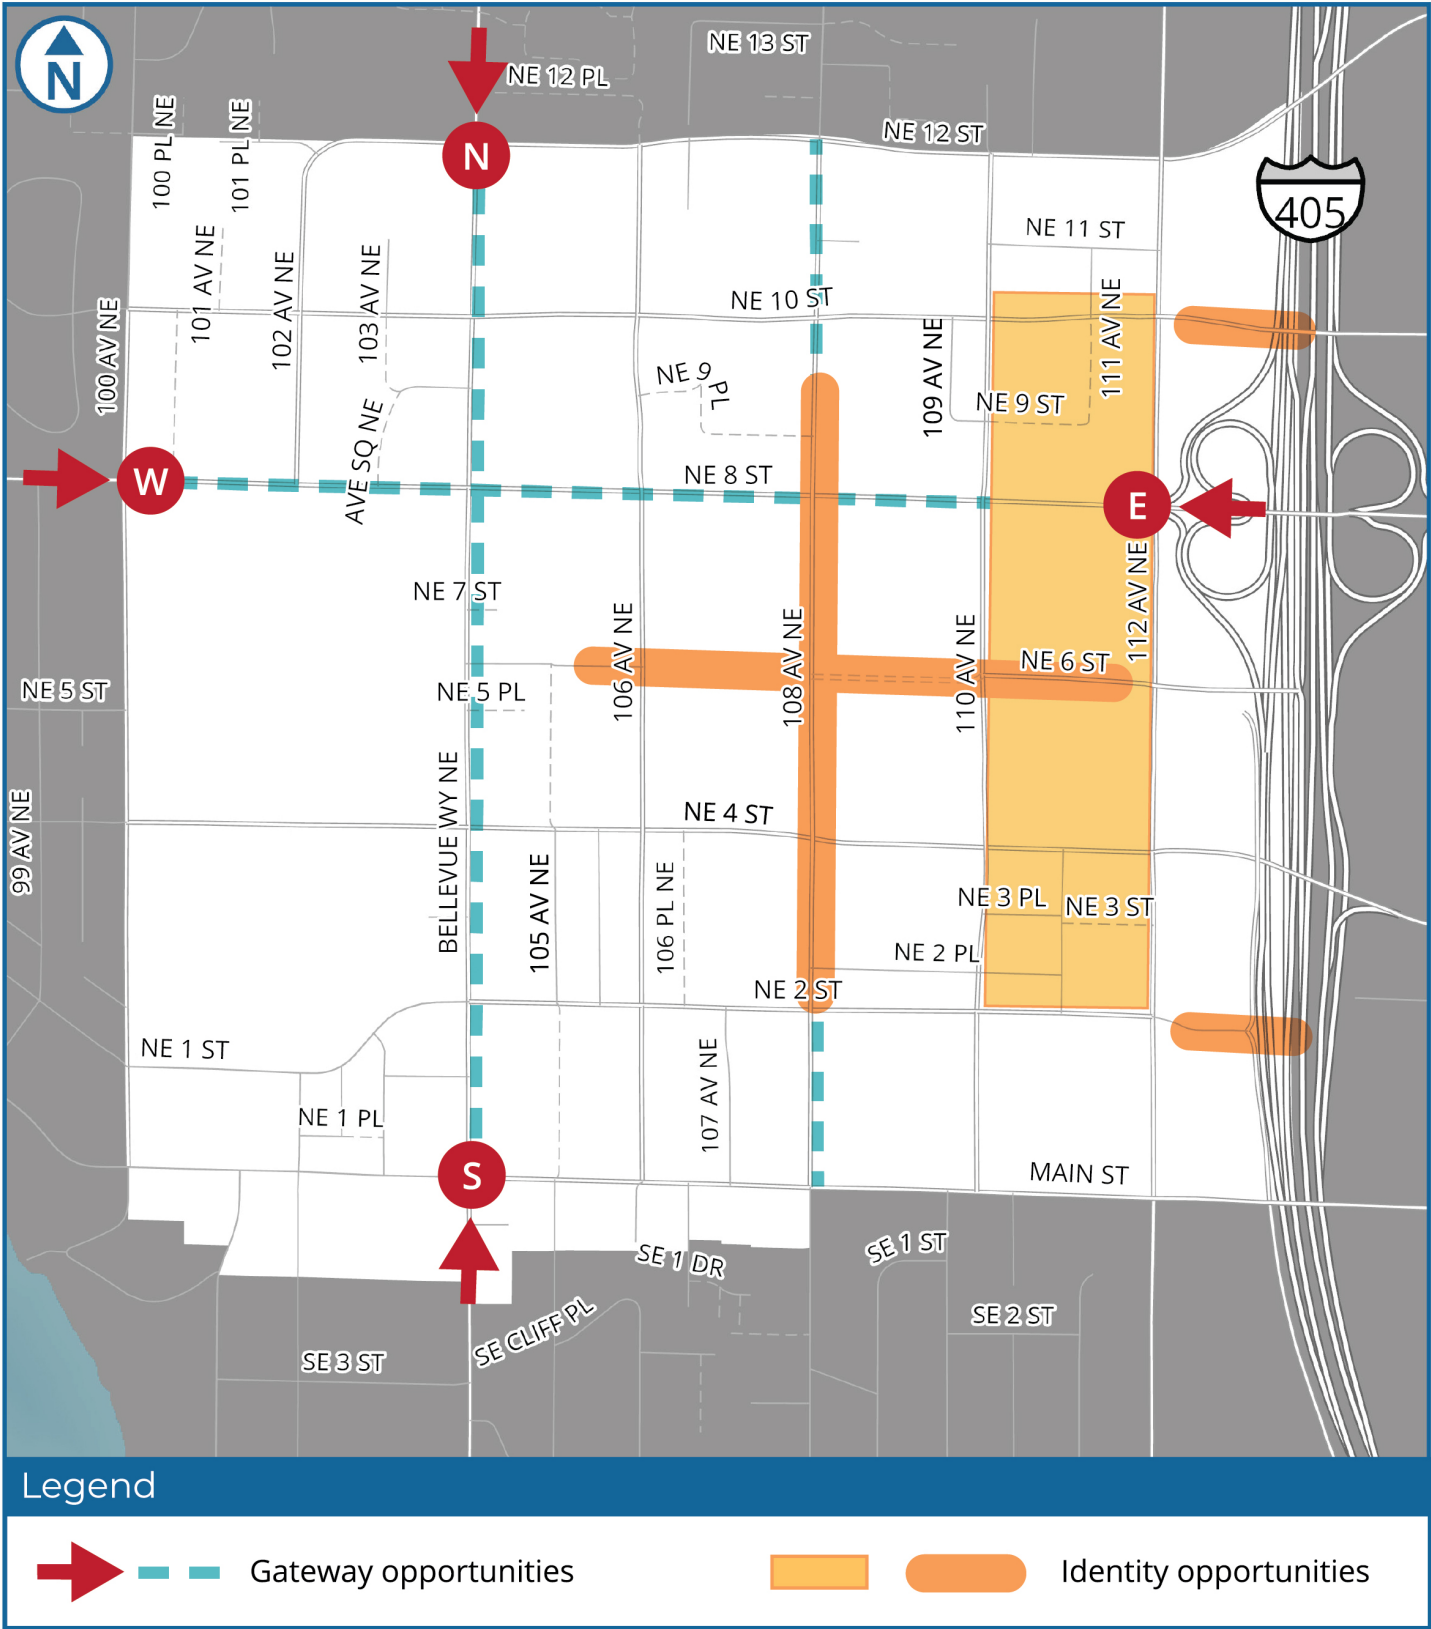 NE 13 ST
N
NE 12 PL
NE 12 ST
100 PL NE
101 PL NE
N
405
NE 11 ST
101 AV NE
102 AV NE
103 AV NE
NE 10 ST
111 AV NE
100 AV NE
109 AV NE
NE 9
PL
NE 9 ST
AVE SQ NE
W
NE 8 ST
E
NE 7 ST
106 AV NE
108 AV NE
110 AV NE
112 AV NE
NE 6 ST
NE 5 ST
NE 5 PL
BELLEVUE WY NE
NE 4 ST
99 AV NE
105 AV NE
106 PL NE
NE 3 PL
NE 3 ST
NE 2 PL
NE 2 ST
NE 1 ST
107 AV NE
NE 1 PL
S
MAIN ST
SE 1 DR
SE 1 ST
SE 2 ST
SE CLIFF PL
SE 3 ST
Legend
Gateway opportunities
Identity opportunities